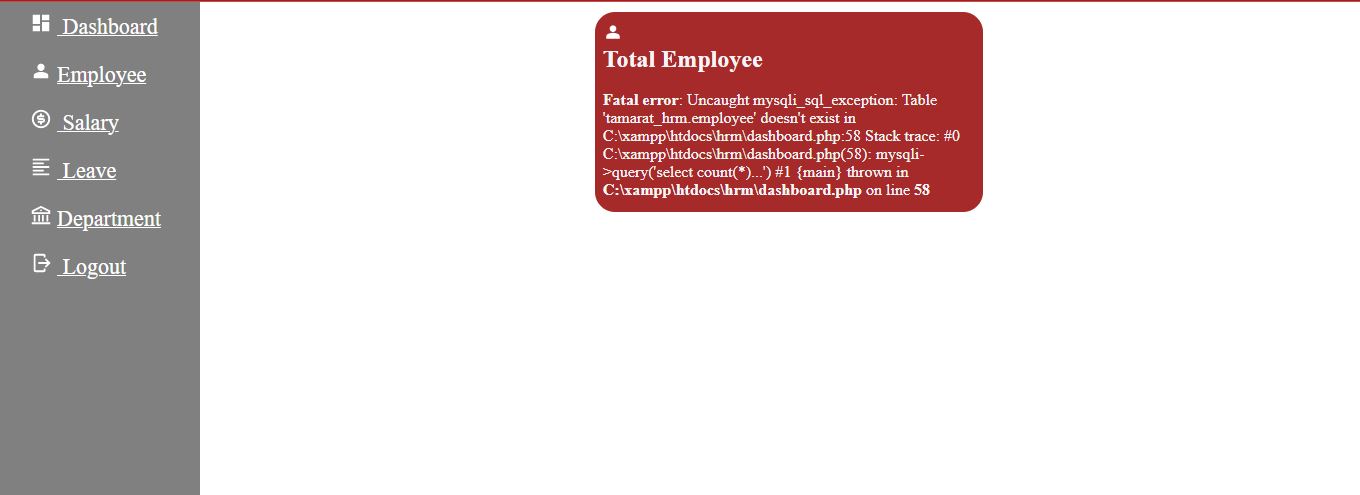 Dashboard
Employee
Salary
Leave
Department
Logout
Total Employee
Fatal error: Uncaught mysqli_sql_exception: Table
'tamarat_hrm.employee' doesn't exist in
C:\xampp\htdocs\hrm\dashboard.php:58 Stack trace: #0
C:\xampp\htdocs\hrm\dashboard.php(58): mysqli-
>query('select count(*)...') #1 {main} thrown in
C:\xampp\htdocs\hrm\dashboard.php on line 58